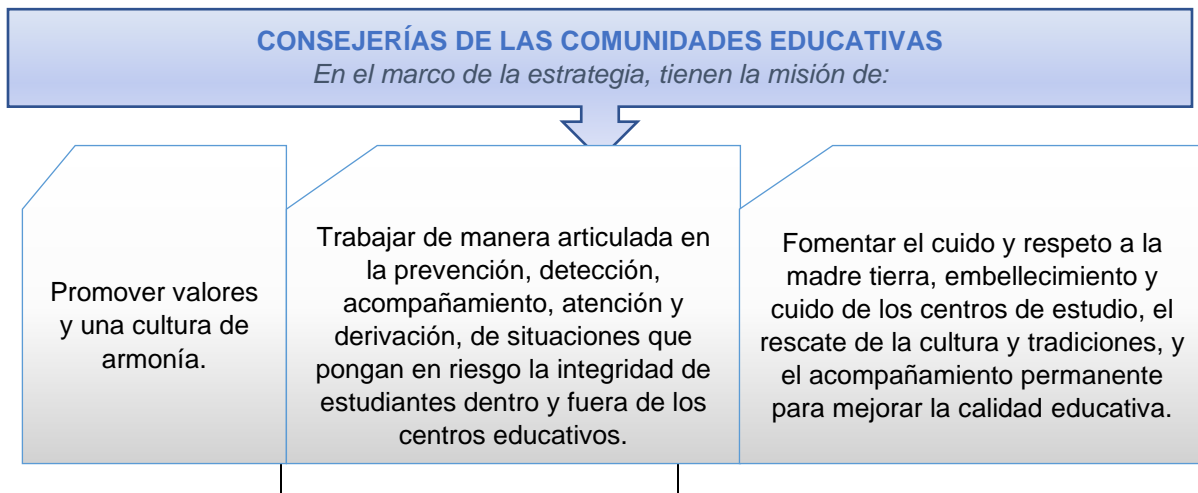 CONSEJERÍAS DE LAS COMUNIDADES EDUCATIVAS
En el marco de la estrategia, tienen la misión de:
Promover valores
y una cultura de
armonía.
Trabajar de manera articulada en
la prevención, detección,
acompañamiento, atención y
derivación, de situaciones que
pongan en riesgo la integridad de
estudiantes dentro y fuera de los
centros educativos.
Fomentar el cuido y respeto a la
madre tierra, embellecimiento y
cuido de los centros de estudio, el
rescate de la cultura y tradiciones, y
el acompañamiento permanente
para mejorar la calidad educativa.